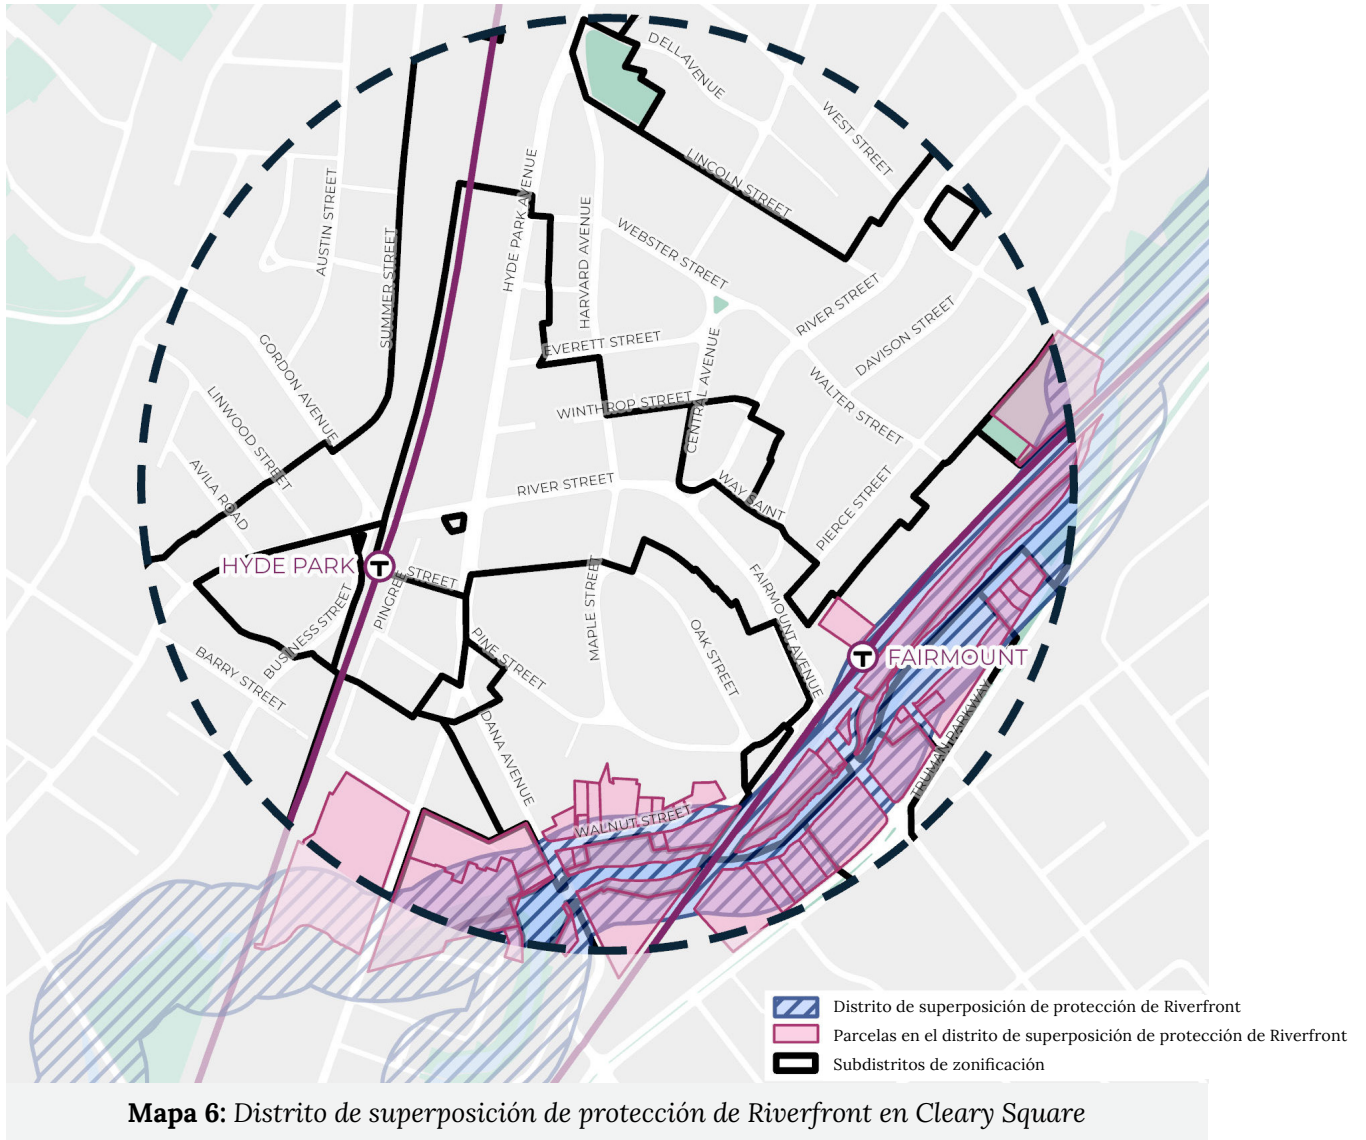 DELLAVENUE
WEST STREET
LINCOLN STREET
AUSTIN STREET
SUMMER STREET
HYDE PARK AVENUE
HARVARD AVENUE
WEBSTER STREET
RIVER STREET
DAVISON STREET
GORDON AVENUE
EVERETT STREET
CENTRAL AVENUE
WALTER STREET
LINWOOD STREET
WINTHROP STREET
AVILA ROAD
RIVER STREET
WAY SAINT
PIERCE STREET
HYDE PARK
T
STREET
PINGREE
BUSINESS STREET
MAPLE STREET
FAIRMOUNT AVENUE
OAK STREET
PINE STREET
T
FAIRMOUNT
BARRY STREET
DANA AVENUE
TRUMAN PARKWAY
WALNUT STREET
Distrito de superposición de protección de Riverfront
Parcelas en el distrito de superposición de protección de Riverfront
Subdistritos de zonificación
Mapa 6: Distrito de superposición de protección de Riverfront en Cleary Square